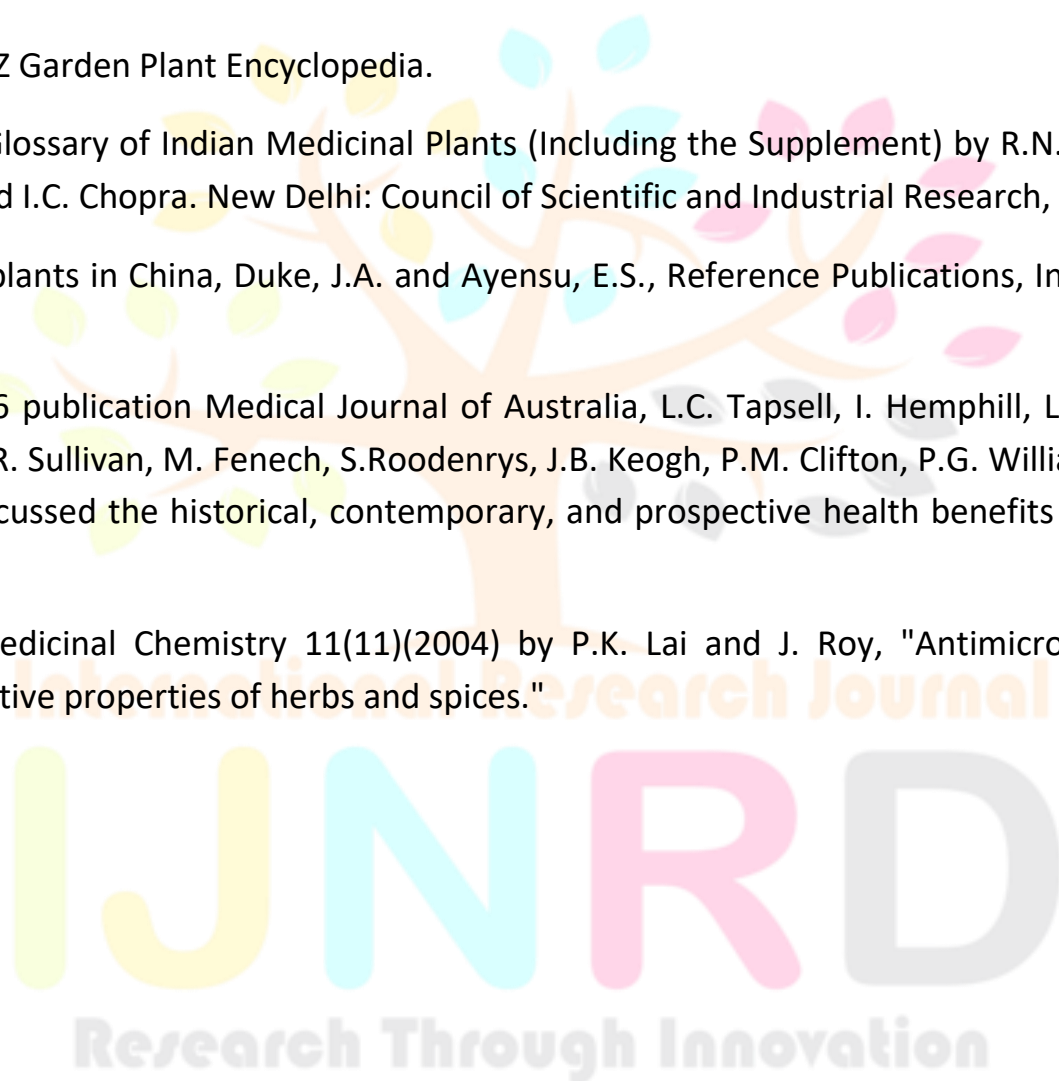 Z Garden Plant Encyclopedia.
Glossary of Indian Medicinal Plants (Including the Supplement) by R.N.
d I.C. Chopra. New Delhi: Council of Scientific and Industrial Research,
plants in China, Duke, J.A. and Ayensu, E.S., Reference Publications, In
6 publication Medical Journal of Australia, L.C. Tapsell, I. Hemphill, L
R. Sullivan, M. Fenech, S.Roodenrys, J.B. Keogh, P.M. Clifton, P.G. Willia
cussed the historical, contemporary, and prospective health benefits
edicinal Chemistry 11(11)(2004) by P.K. Lai and J. Roy, "Antimicro
tive properties of herbs and spices."
International Research Journal
IJNRD
Research Through Innovation